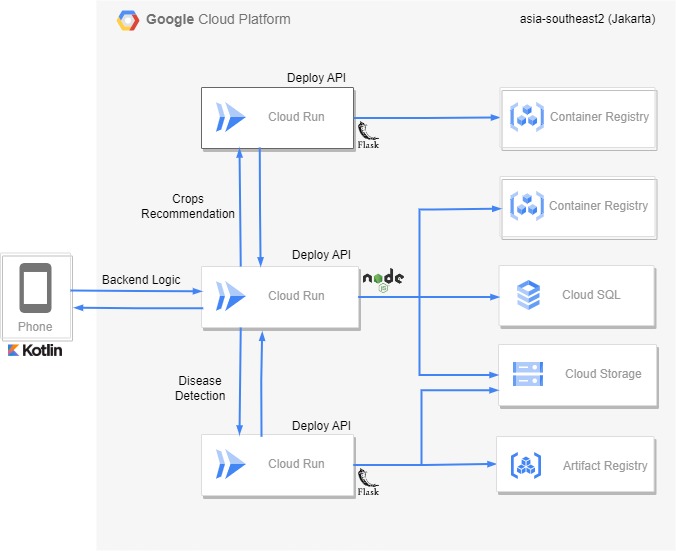 Google Cloud Platform
asia-southeast2 (Jakarta)
Deploy API
Cloud Run
Flask
Container Registry
Crops
Recommendation
Container Registry
Deploy API
Backend Logic
Cloud Run
node
JS
Cloud SQL
Phone
Kotlin
Disease
Detection
Cloud Storage
Deploy API
Cloud Run
Flask
Artifact Registry